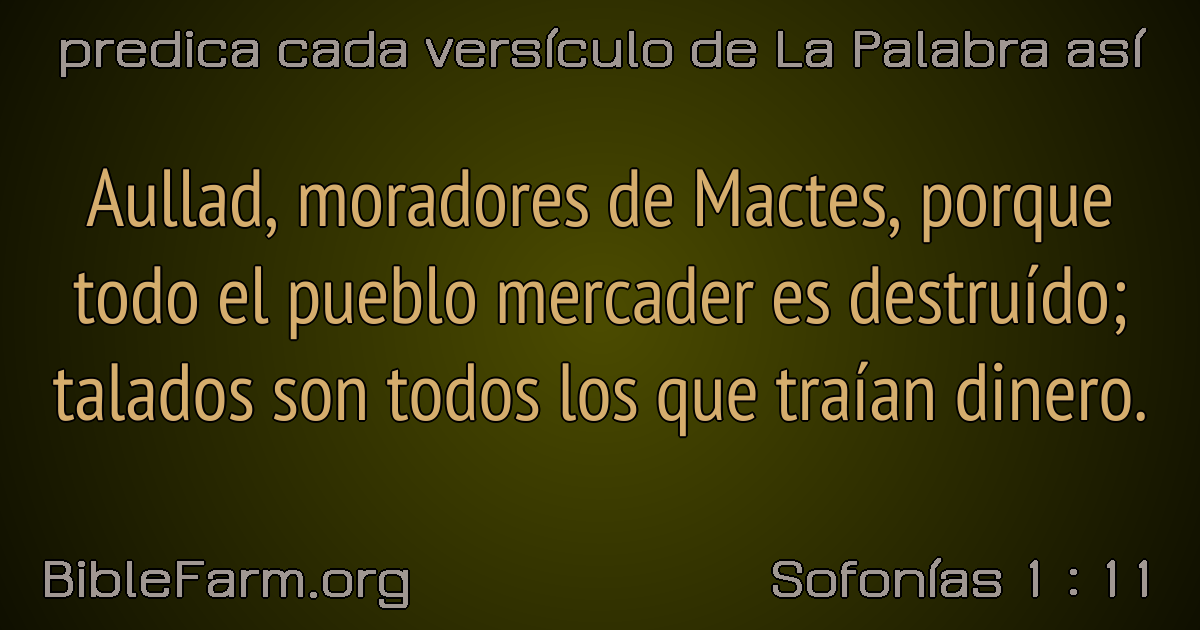 predica cada versículo de La Palabra así
Aullad, moradores de Mactes, porque
todo el pueblo mercader es destruído;
talados son todos los que traían dinero.
BibleFarm.org
Sofonías 1 : 11